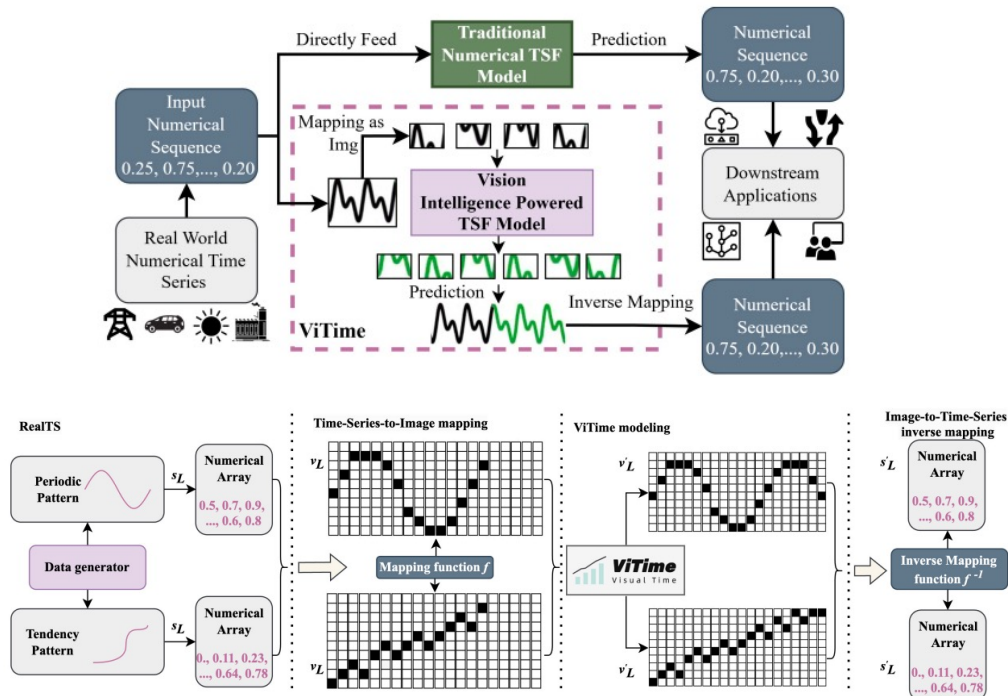 Directly Feed
Traditional
Numerical TSF
Model
Prediction
Numerical
Sequence
0.75, 0.20,..., 0.30
Input
Numerical
Sequence
0.25, 0.75,..., 0.20
Mapping as
Img
Vision
Intelligence Powered
TSF Model
Downstream
Applications
Real World
Numerical Time
Series
Prediction
Inverse Mapping
ViTime
Numerical
Sequence
0.75, 0.20,..., 0.30
RealTS
Periodic
Pattern
s_L
Numerical
Array
0.5, 0.7, 0.9,
..., 0.6, 0.8
Data generator
Tendency
Pattern
s_L
Numerical
Array
0., 0.11, 0.23,
..., 0.64, 0.78
Time-Series-to-Image mapping
v_L
Mapping function f
v_L
ViTime modeling
v'_L
ViTime
Visual Time
v'_L
Image-to-Time-Series
inverse mapping
s'_L
Numerical
Array
0.5, 0.7, 0.9,
..., 0.6, 0.8
Inverse Mapping
function f⁻¹
s'_L
Numerical
Array
0., 0.11, 0.23,
..., 0.64, 0.78